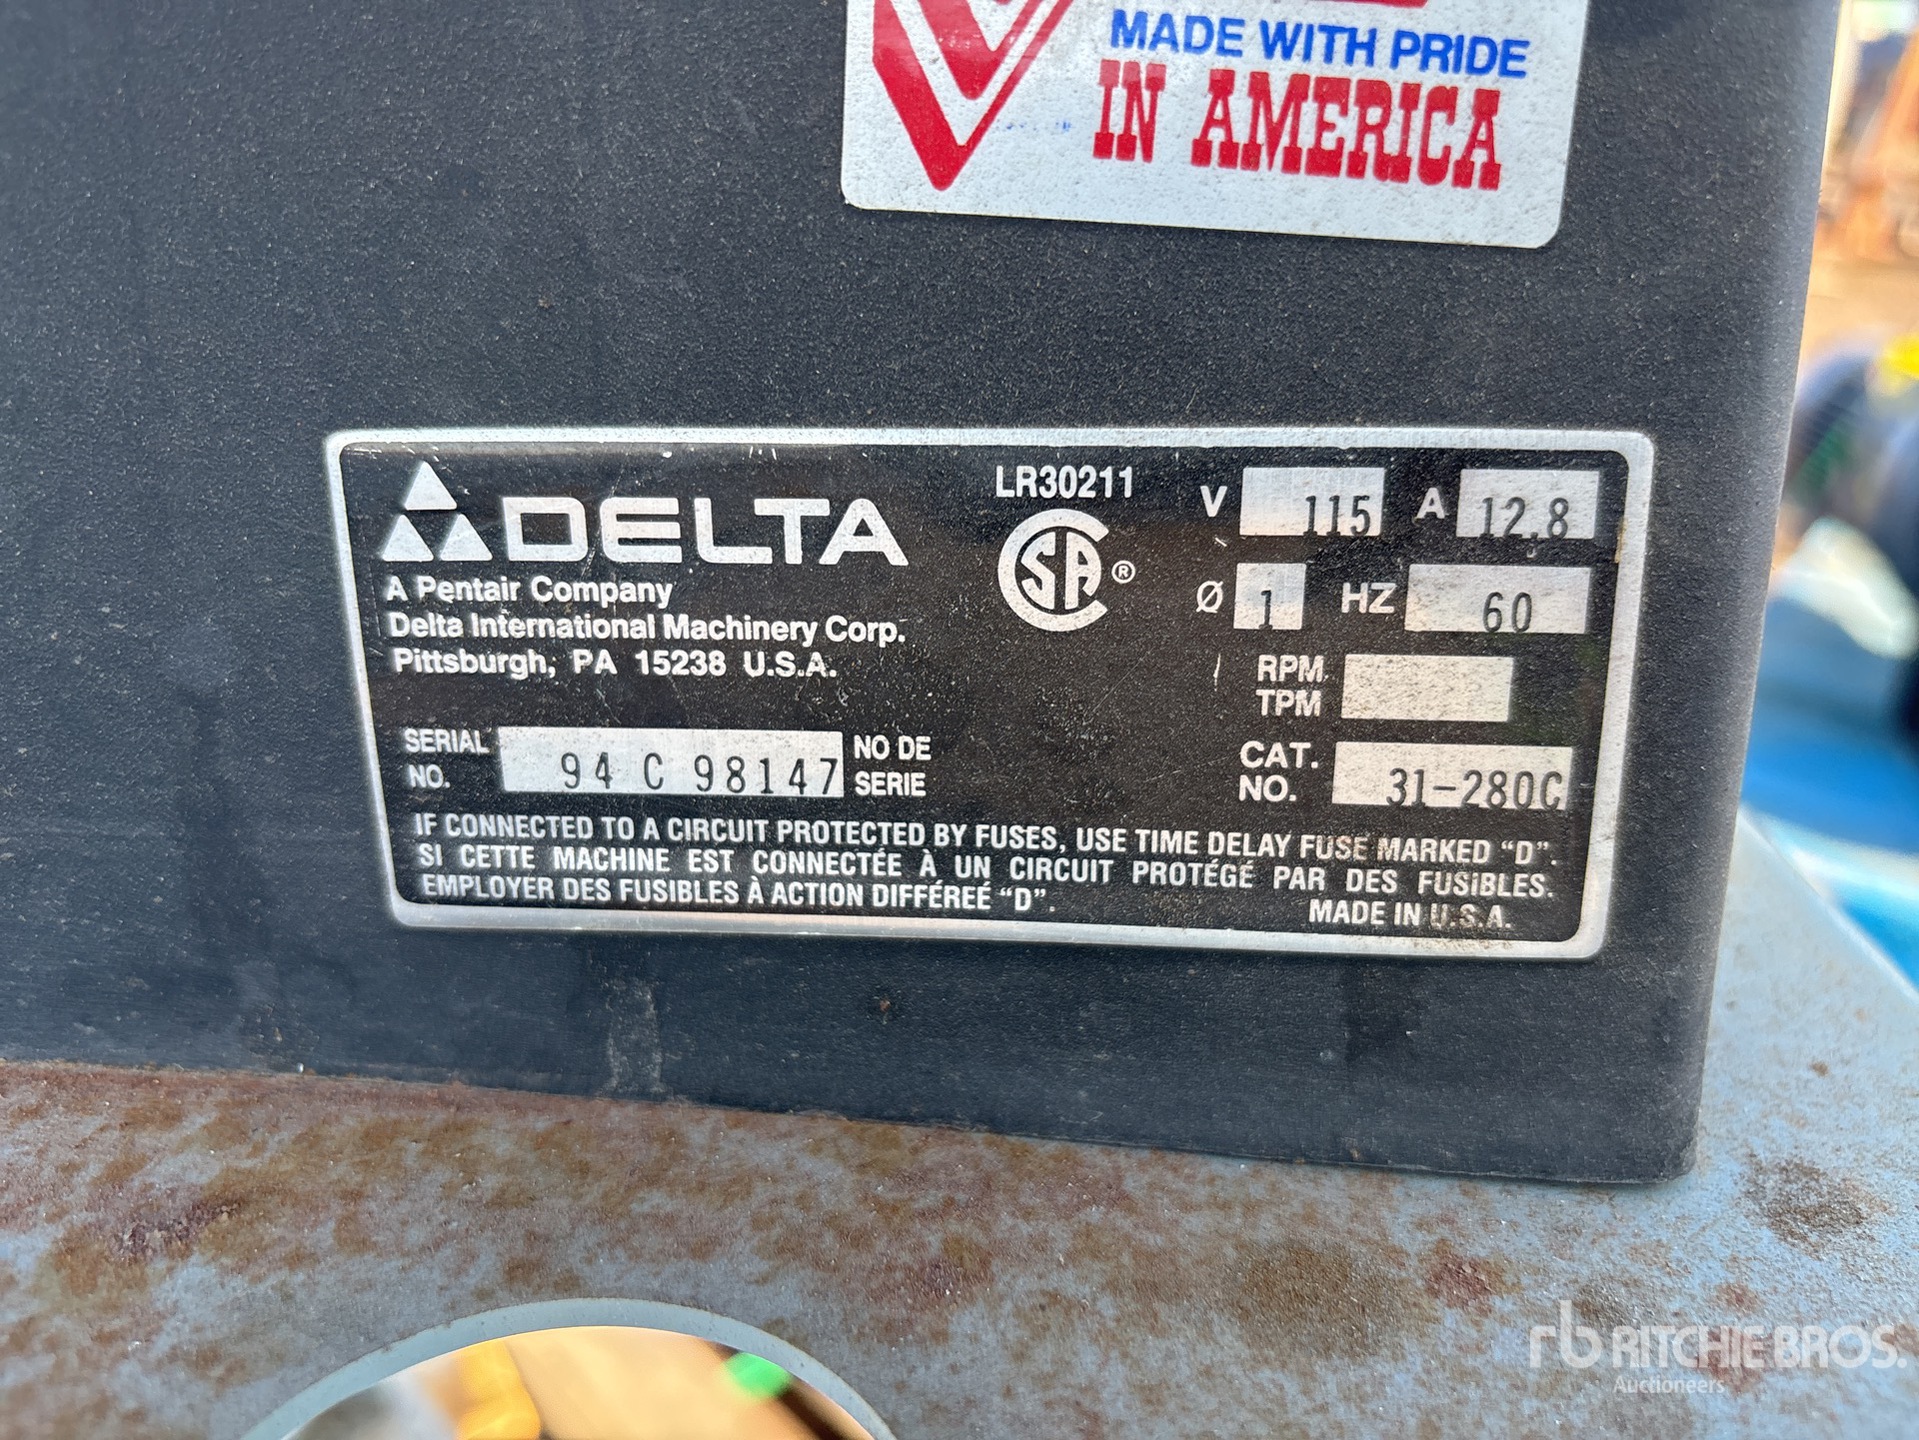 MADE WITH PRIDE
IN AMERICA
DELTA
A Pentair Company
Delta International Machinery Corp.
Pittsburgh, PA 15238 U.S.A.
LR30211
CSA®
V 115 A 12.8
Ø 1 HZ 60
RPM
TPM
SERIAL NO. 94 C 98147 NO DE SERIE
CAT. NO. 31-280C
IF CONNECTED TO A CIRCUIT PROTECTED BY FUSES, USE TIME DELAY FUSE MARKED "D".
SI CETTE MACHINE EST CONNECTÉE À UN CIRCUIT PROTÉGÉ PAR DES FUSIBLES.
EMPLOYER DES FUSIBLES À ACTION DIFFÉREÉ "D".
MADE IN U.S.A.
rb RITCHIE BROS.
Auctioneers